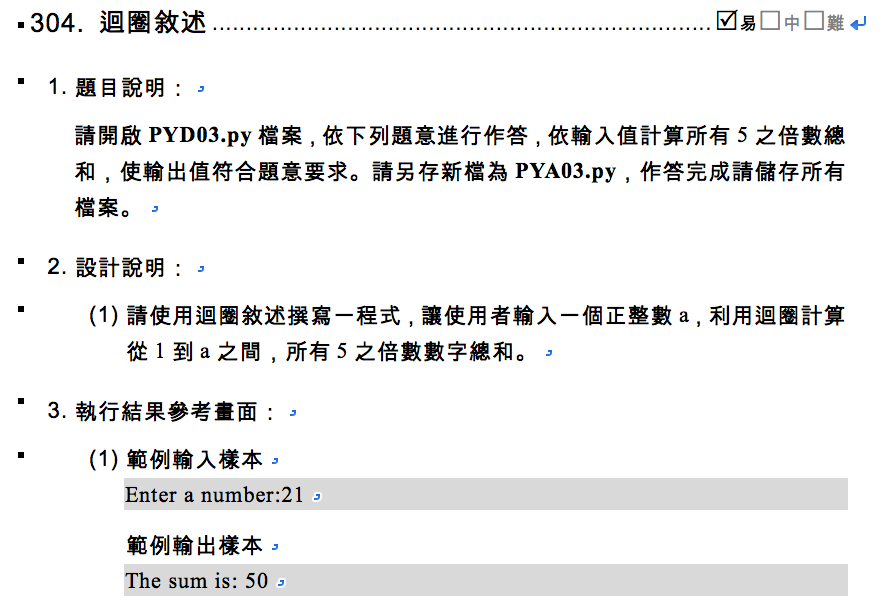 304. 迴圈敘述 ................................................................ ☑易☐中☐難
1. 題目說明：
請開啟 PYD03.py 檔案，依下列題意進行作答，依輸入值計算所有 5 之倍數總
和，使輸出值符合題意要求。請另存新檔為 PYA03.py，作答完成請儲存所有
檔案。
2. 設計說明：
(1) 請使用迴圈敘述撰寫一程式，讓使用者輸入一個正整數 a，利用迴圈計算
從 1 到 a 之間，所有 5 之倍數數字總和。
3. 執行結果參考畫面：
(1) 範例輸入樣本
Enter a number:21
範例輸出樣本
The sum is: 50